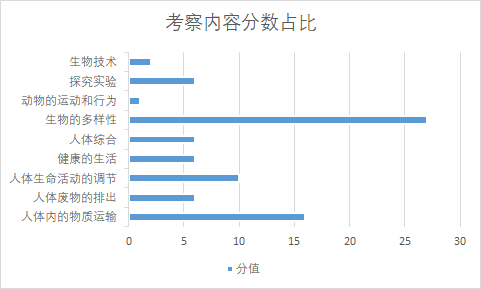 考察内容分数占比
生物技术
探究实验
动物的运动和行为
生物的多样性
人体综合
健康的生活
人体生命活动的调节
人体废物的排出
人体内的物质运输
0 5 10 15 20 25 30
分值